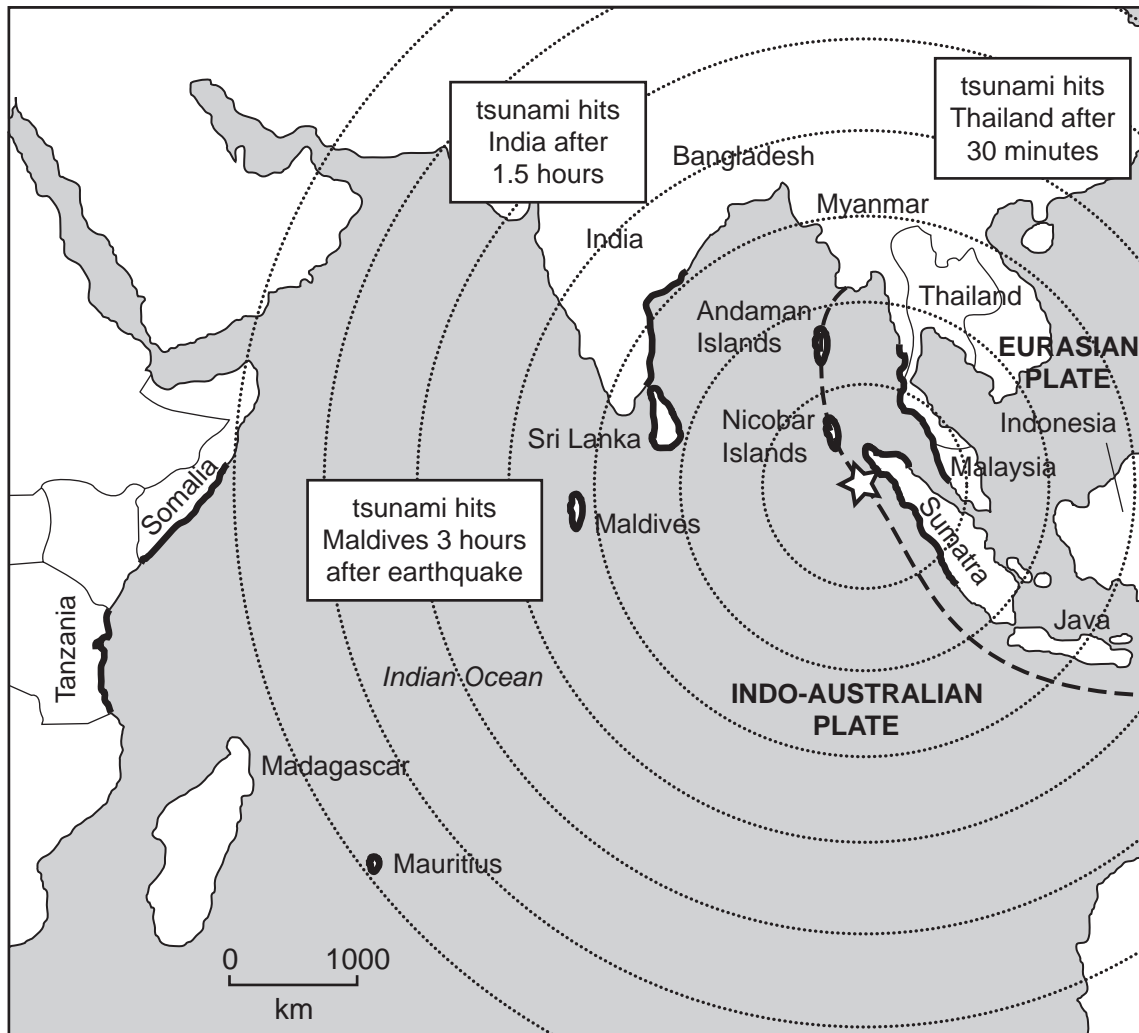 tsunami hits
India after
1.5 hours
tsunami hits
Thailand after
30 minutes
Bangladesh
Myanmar
India
Thailand
Andaman
Islands
EURASIAN
PLATE
Indonesia
Nicobar
Islands
Sri Lanka
Malaysia
Somalia
tsunami hits
Maldives 3 hours
after earthquake
Maldives
Sumatra
Java
Tanzania
Indian Ocean
INDO-AUSTRALIAN
PLATE
Madagascar
Mauritius
0 1000
km